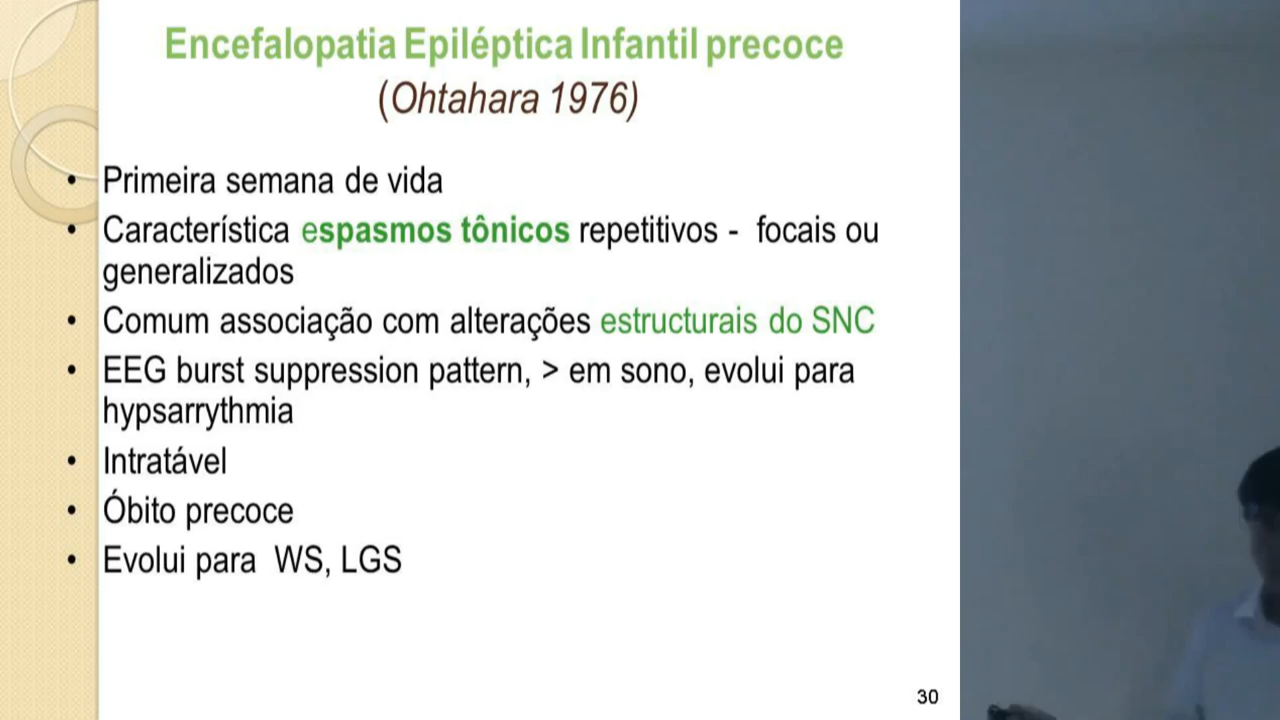 Encefalopatia Epiléptica Infantil precoce
(Ohtahara 1976)
• Primeira semana de vida
• Característica espasmos tônicos repetitivos - focais ou
generalizados
• Comum associação com alterações estructurais do SNC
• EEG burst suppression pattern, > em sono, evolui para
hypsarrythmia
• Intratável
• Óbito precoce
• Evolui para WS, LGS
30